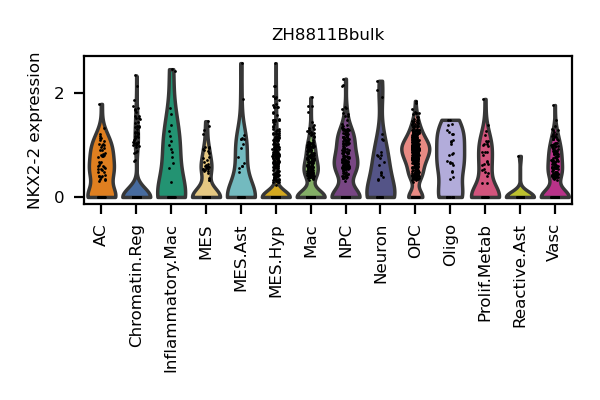 ZH8811Bbulk
NKX2-2 expression
2
0
AC
Chromatin.Reg
Inflammatory.Mac
MES
MES.Ast
MES.Hyp
Mac
NPC
Neuron
OPC
Oligo
Prolif.Metab
Reactive.Ast
Vasc